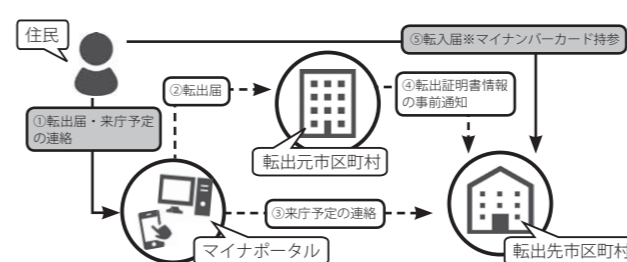 住民
⑤転入届※マイナンバーカード持参
②転出届
④転出証明書情報
の事前通知
①転出届・来庁予定
の連絡
転出元市区町村
③来庁予定の連絡
マイナポータル
転出先市区町村